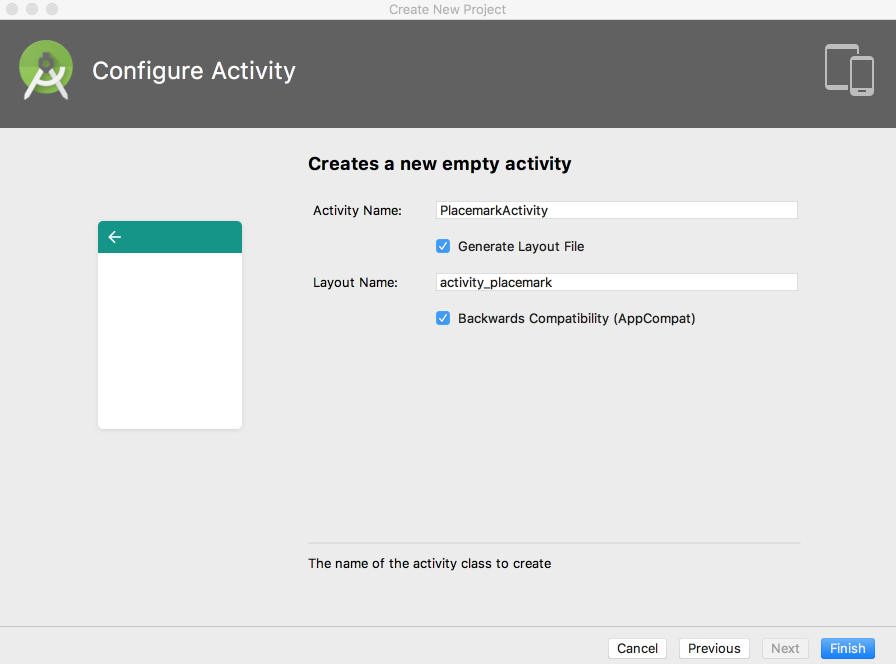 Create New Project
Configure Activity
Creates a new empty activity
Activity Name: PlacemarkActivity
Generate Layout File
Layout Name: activity_placemark
Backwards Compatibility (AppCompat)
The name of the activity class to create
Cancel Previous Next Finish